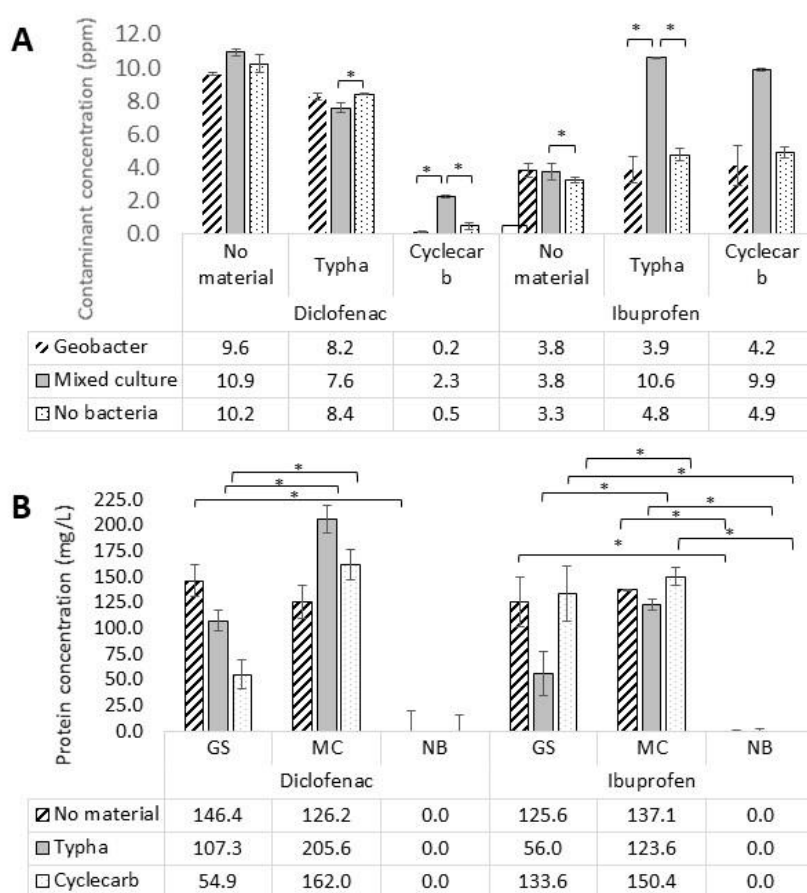 A
Contaminant concentration (ppm)
12.0
10.0
8.0
6.0
4.0
2.0
0.0
* * * * * * *
No material Typha Cyclecar b No material Typha Cyclecar b
Diclofenac Ibuprofen
Geobacter 9.6 8.2 0.2 3.8 3.9 4.2
Mixed culture 10.9 7.6 2.3 3.8 10.6 9.9
No bacteria 10.2 8.4 0.5 3.3 4.8 4.9
B
Protein concentration (mg/L)
225.0
200.0
175.0
150.0
125.0
100.0
75.0
50.0
25.0
0.0
* * * * * * * * * *
GS MC NB GS MC NB
Diclofenac Ibuprofen
No material 146.4 126.2 0.0 125.6 137.1 0.0
Typha 107.3 205.6 0.0 56.0 123.6 0.0
Cyclecarb 54.9 162.0 0.0 133.6 150.4 0.0